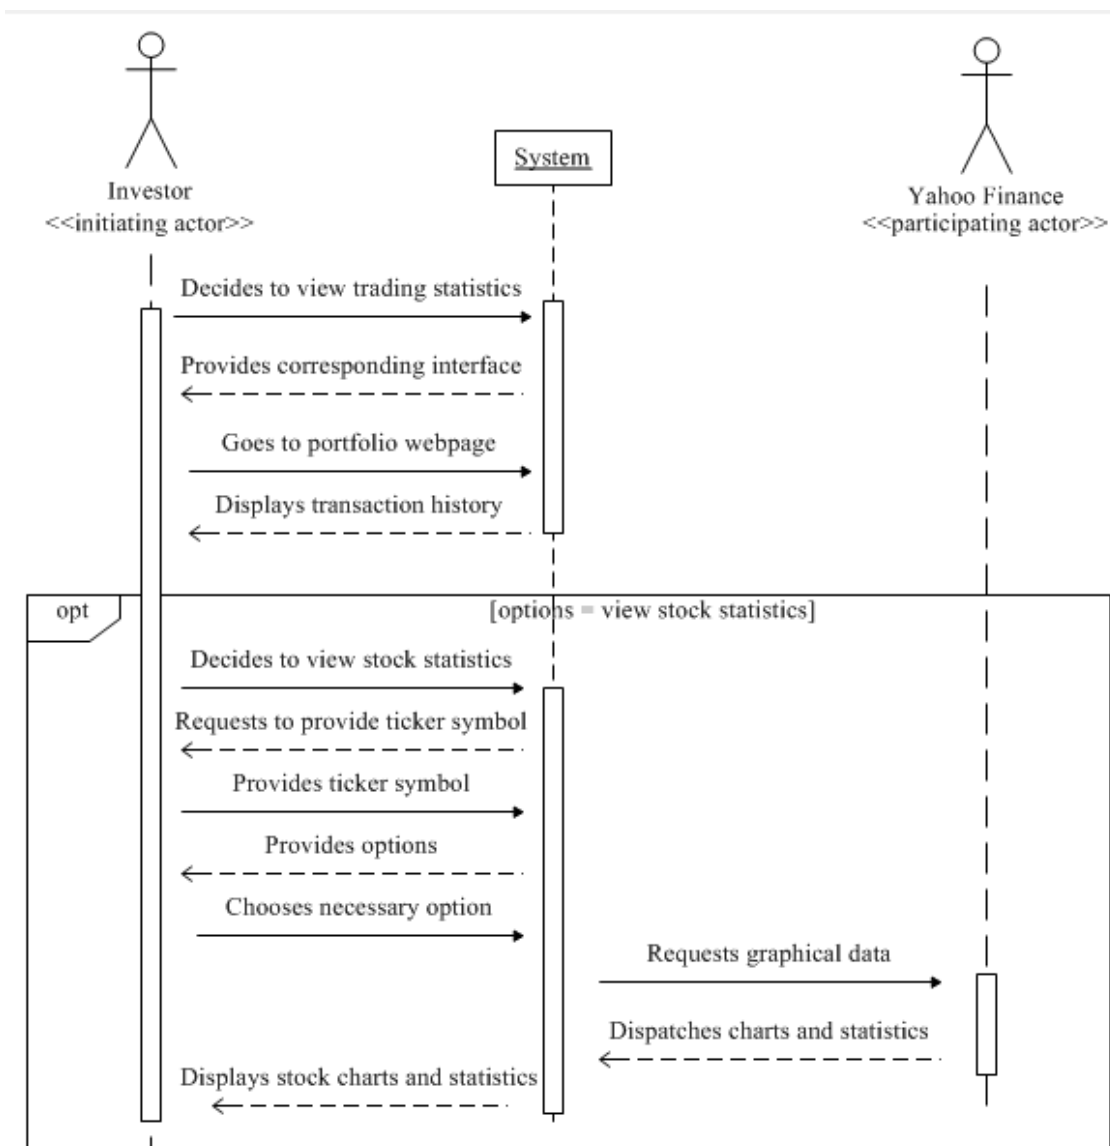 Investor
<<initiating actor>>
System
Yahoo Finance
<<participating actor>>
Decides to view trading statistics
Provides corresponding interface
Goes to portfolio webpage
Displays transaction history
opt
[options = view stock statistics]
Decides to view stock statistics
Requests to provide ticker symbol
Provides ticker symbol
Provides options
Chooses necessary option
Requests graphical data
Dispatches charts and statistics
Displays stock charts and statistics